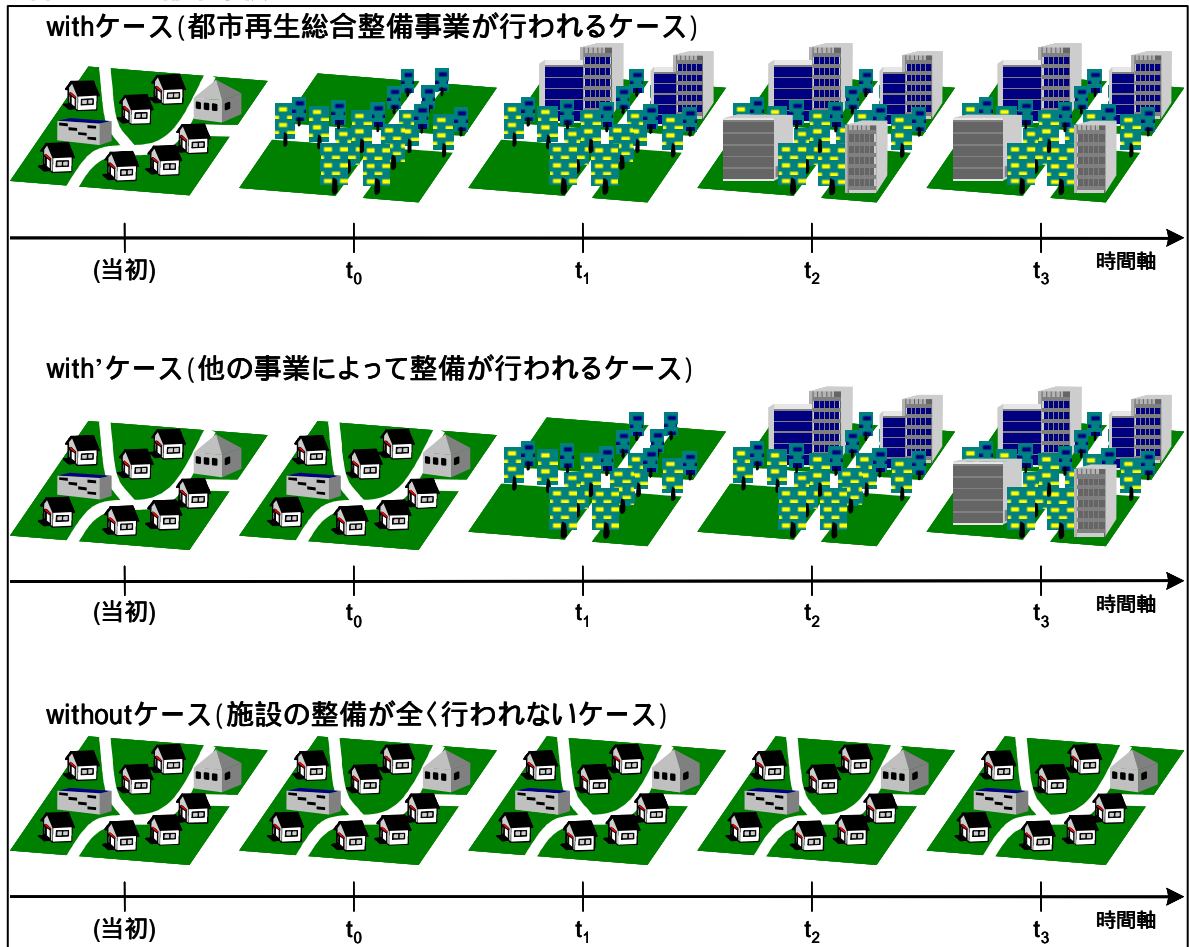 withケース(都市再生総合整備事業が行われるケース)
(当初) t0 t1 t2 t3 時間軸
with’ケース(他の事業によって整備が行われるケース)
(当初) t0 t1 t2 t3 時間軸
withoutケース(施設の整備が全く行われないケース)
(当初) t0 t1 t2 t3 時間軸